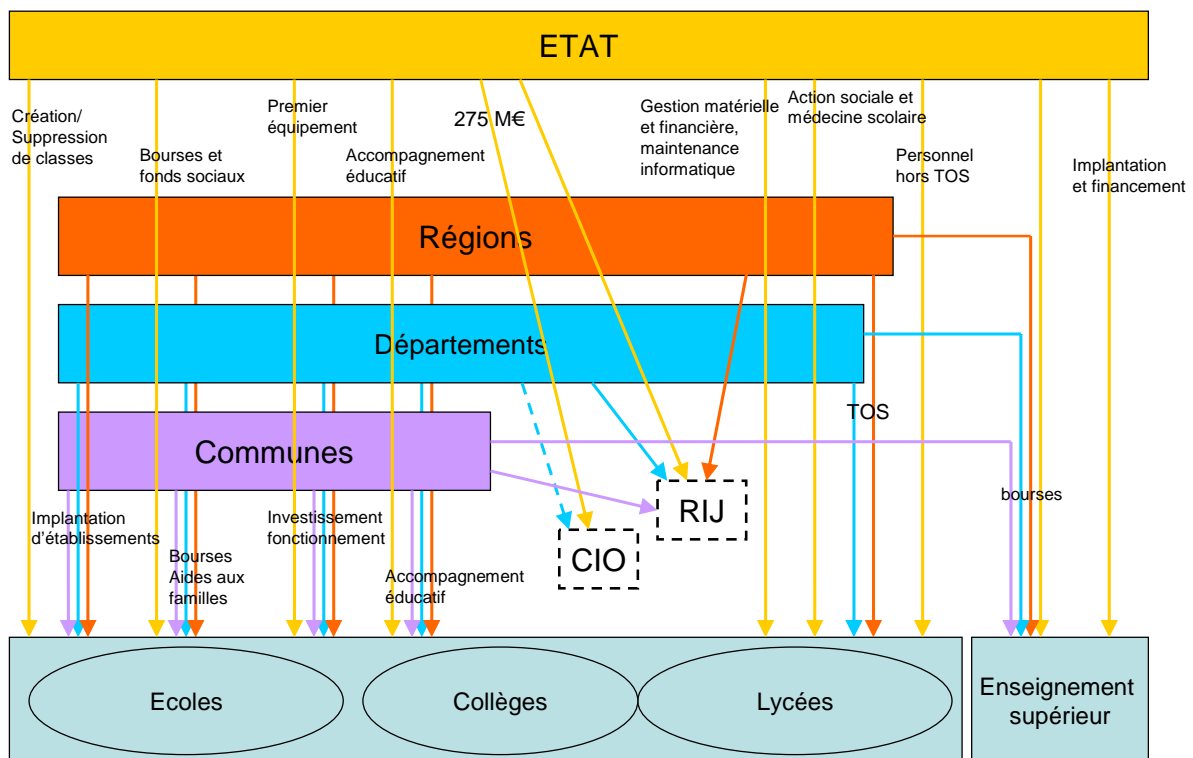 ETAT
Création/
Suppression
de classes
Bourses et
fonds sociaux
Premier
équipement
Accompagnement
éducatif
275 M€
Gestion matérielle
et financière,
maintenance
informatique
Action sociale et
médecine scolaire
Personnel
hors TOS
Implantation
et financement
Régions
Départements
TOS
Communes
RIJ
bourses
CIO
Implantation
d'établissements
Bourses
Aides aux
familles
Investissement
fonctionnement
Accompagnement
éducatif
Ecoles
Collèges
Lycées
Enseignement
supérieur